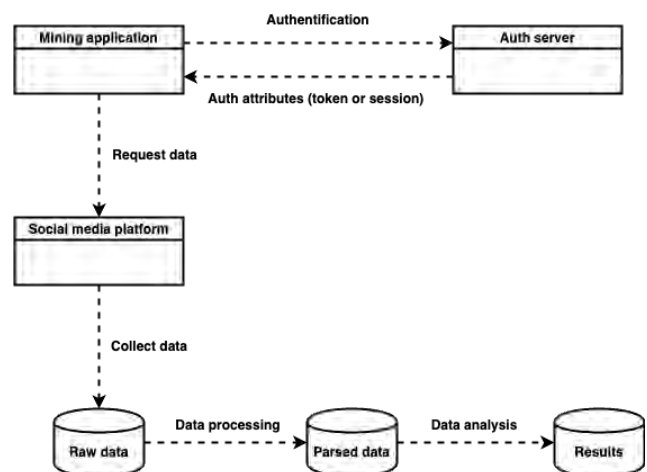 Authentification
Mining application
Auth server
Auth attributes (token or session)
Request data
Social media platform
Collect data
Data processing
Data analysis
Raw data
Parsed data
Results